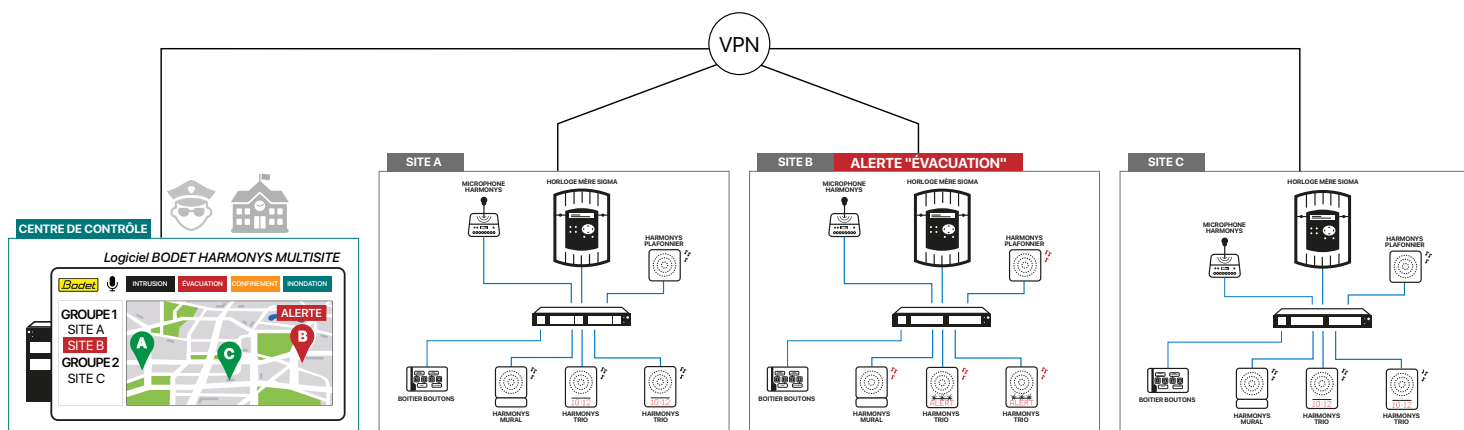 VPN
CENTRE DE CONTRÔLE
Logiciel BODET HARMONYS MULTISITE
Bodet
INTRUSION
ÉVACUATION
CONFINEMENT
INONDATION
GROUPE 1
SITE A
SITE B
GROUPE 2
SITE C
A
C
B
ALERTE
SITE A
MICROPHONE
HARMONYS
HORLOGE MÈRE SIGMA
HARMONYS
PLAFONNIER
BOITIER BOUTONS
HARMONYS
MURAL
10:12
HARMONYS
TRIO
10:12
HARMONYS
TRIO
SITE B
ALERTE "ÉVACUATION"
MICROPHONE
HARMONYS
HORLOGE MÈRE SIGMA
HARMONYS
PLAFONNIER
BOITIER BOUTONS
HARMONYS
MURAL
ALERT
HARMONYS
TRIO
ALERT
HARMONYS
TRIO
SITE C
MICROPHONE
HARMONYS
HORLOGE MÈRE SIGMA
HARMONYS
PLAFONNIER
BOITIER BOUTONS
HARMONYS
MURAL
10:12
HARMONYS
TRIO
10:12
HARMONYS
TRIO